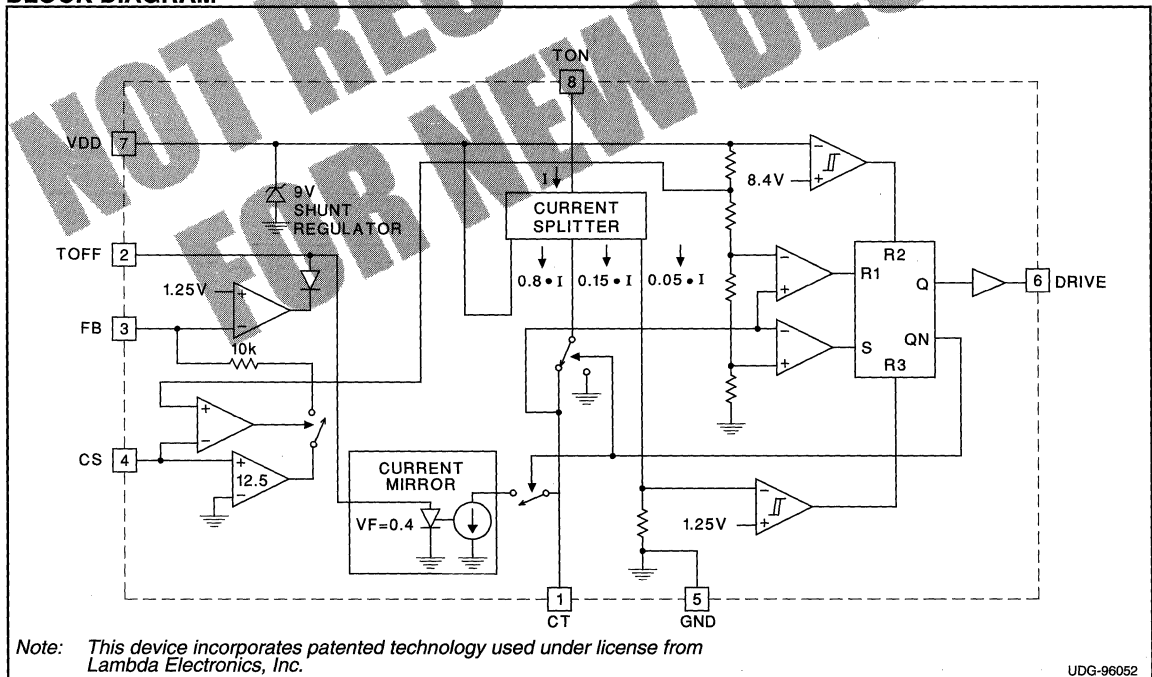 BLOCK DIAGRAM
NOT REC
FOR NEW DE
TON
8
VDD 7
9V
SHUNT
REGULATOR
I
CURRENT
SPLITTER
0.8 • I 0.15 • I 0.05 • I
8.4V
−
+
TOFF 2
1.25V
+
−
FB 3
10k
+
−
CS 4
+
12.5
−
−
+
−
+
R2
R1
Q
QN
S
R3
6 DRIVE
CURRENT
MIRROR
VF=0.4
−
1.25V
+
1
CT
5
GND
Note: This device incorporates patented technology used under license from
Lambda Electronics, Inc.
UDG-96052